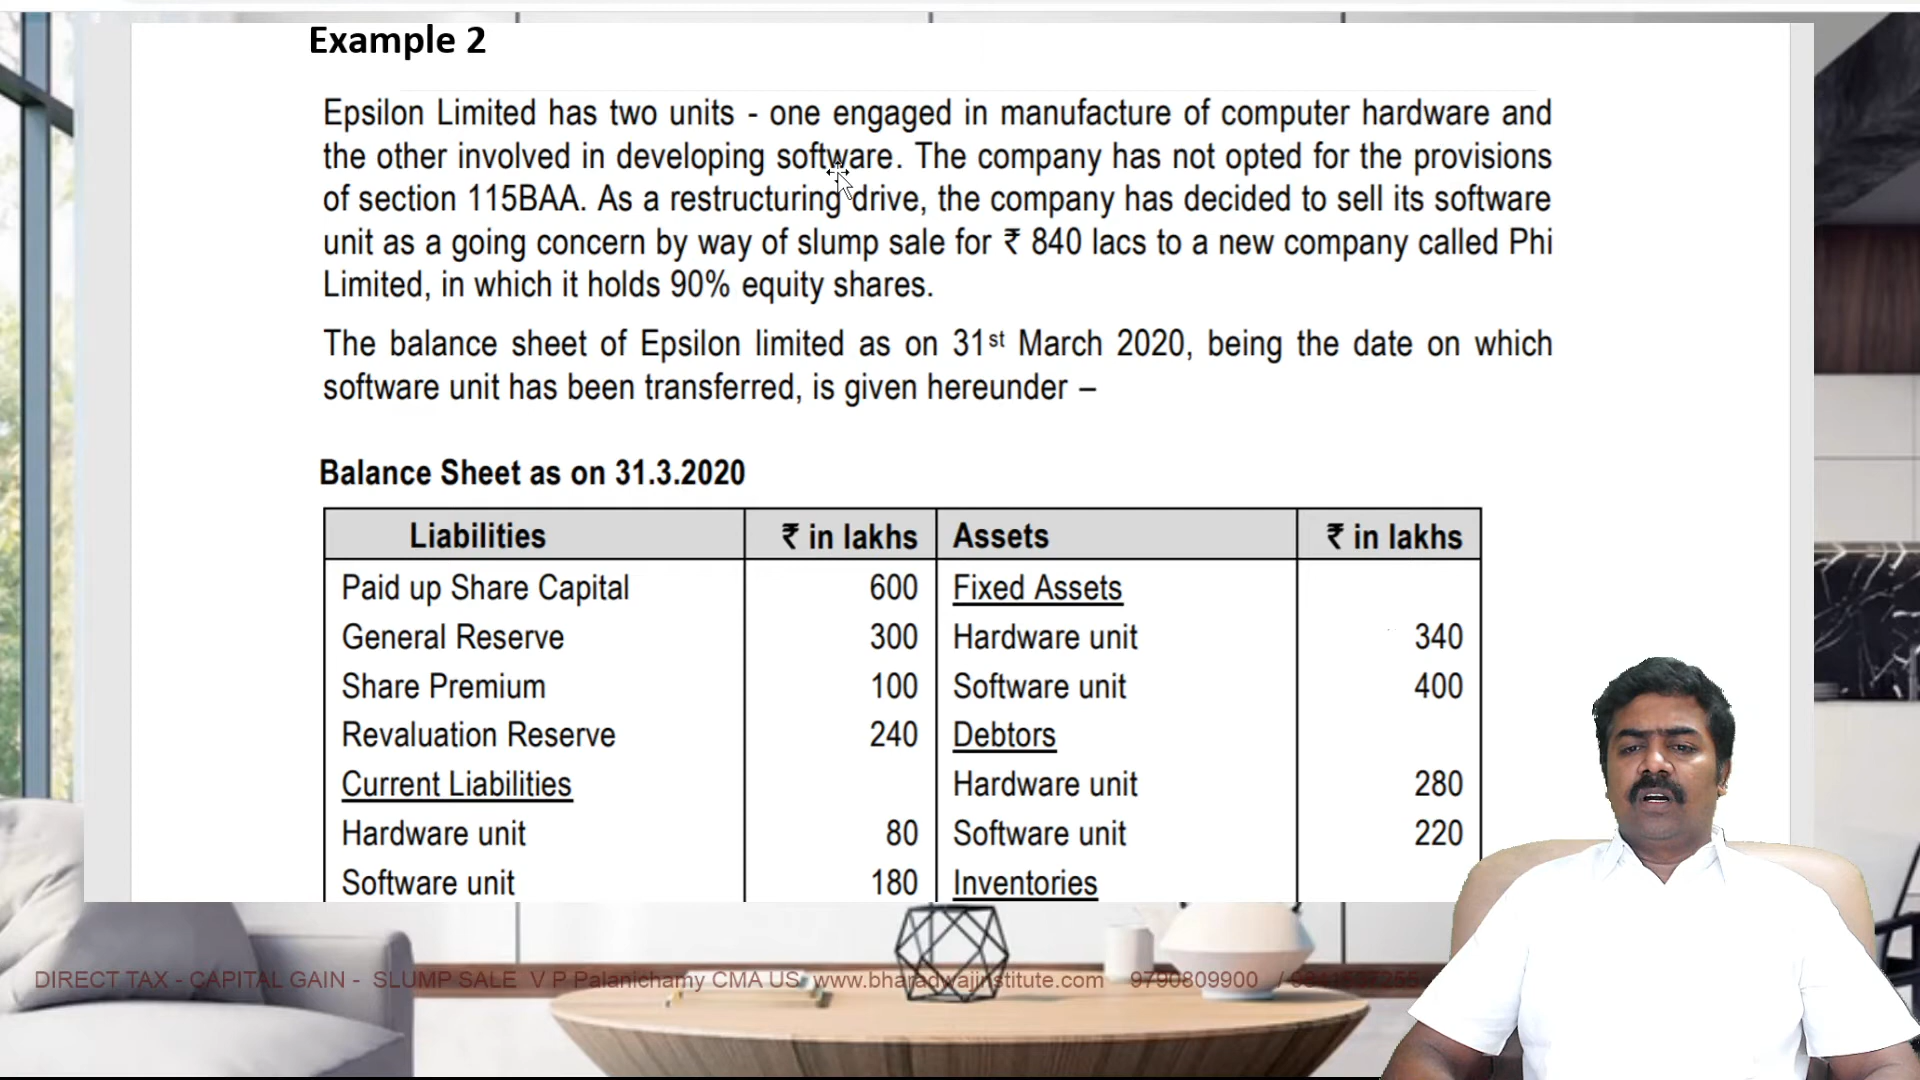 Example 2
Epsilon Limited has two units - one engaged in manufacture of computer hardware and
the other involved in developing software. The company has not opted for the provisions
of section 115BAA. As a restructuring drive, the company has decided to sell its software
unit as a going concern by way of slump sale for ₹ 840 lacs to a new company called Phi
Limited, in which it holds 90% equity shares.
The balance sheet of Epsilon limited as on 31st March 2020, being the date on which
software unit has been transferred, is given hereunder –
Balance Sheet as on 31.3.2020
Liabilities ₹ in lakhs Assets ₹ in lakhs
Paid up Share Capital 600 Fixed Assets
General Reserve 300 Hardware unit 340
Share Premium 100 Software unit 400
Revaluation Reserve 240 Debtors
Current Liabilities Hardware unit 280
Hardware unit 80 Software unit 220
Software unit 180 Inventories
DIRECT TAX - CAPITAL GAIN - SLUMP SALE V P Palanichamy CMA US www.bharadwajinstitute.com 9790809900 /